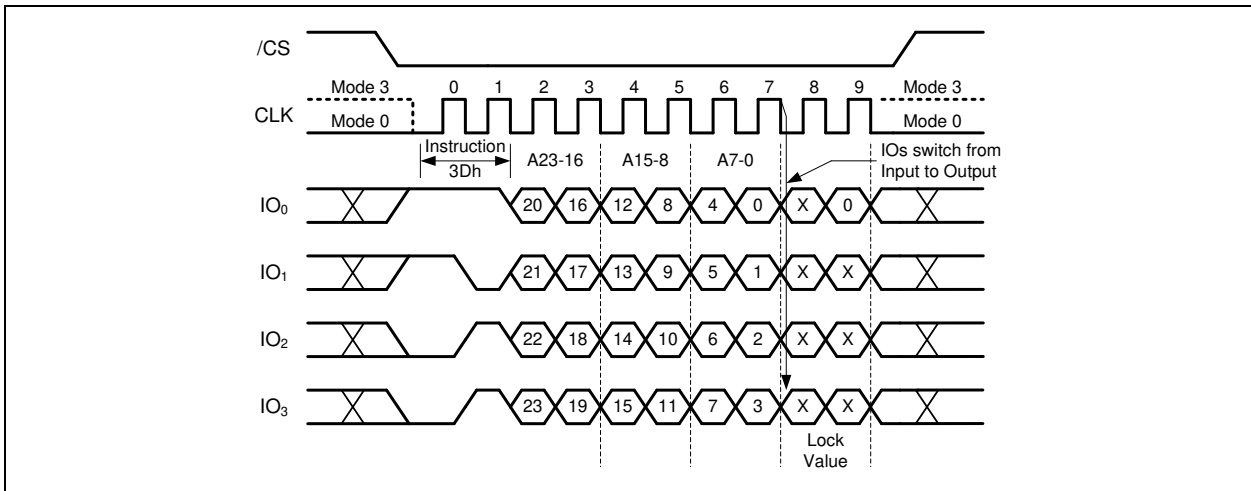 /CS
Mode 3 0 1 2 3 4 5 6 7 8 9 Mode 3
CLK
Mode 0 Mode 0
Instruction
3Dh
A23-16 A15-8 A7-0
IOs switch from
Input to Output
IO₀ 20 16 12 8 4 0 X 0
IO₁ 21 17 13 9 5 1 X X
IO₂ 22 18 14 10 6 2 X X
IO₃ 23 19 15 11 7 3 X X
Lock
Value